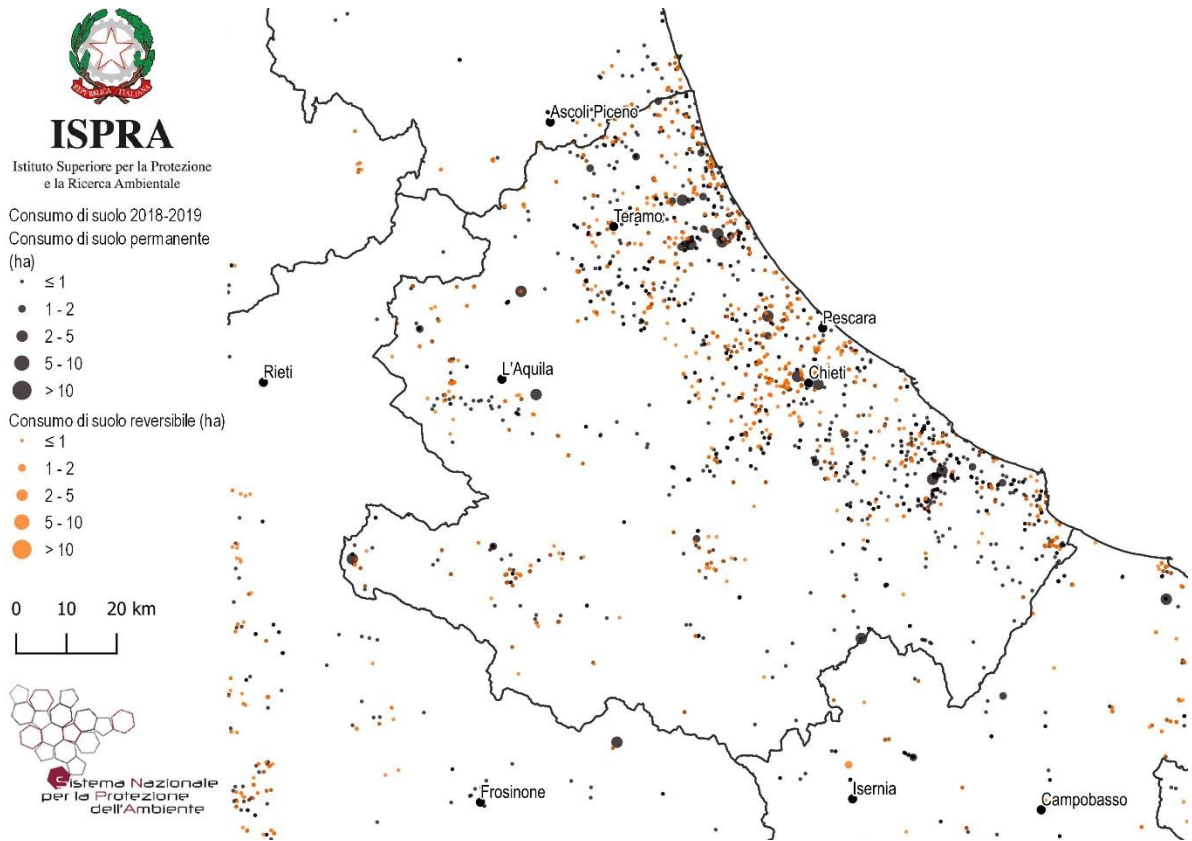 REPVBBLICA ITALIANA
ISPRA
Istituto Superiore per la Protezione
e la Ricerca Ambientale
Consumo di suolo 2018-2019
Consumo di suolo permanente
(ha)
≤ 1
1 - 2
2 - 5
5 - 10
> 10
Consumo di suolo reversibile (ha)
≤ 1
1 - 2
2 - 5
5 - 10
> 10
0 10 20 km
Sistema Nazionale
per la Protezione
dell'Ambiente
Ascoli Piceno
Teramo
Pescara
Rieti
L'Aquila
Chieti
Frosinone
Isernia
Campobasso